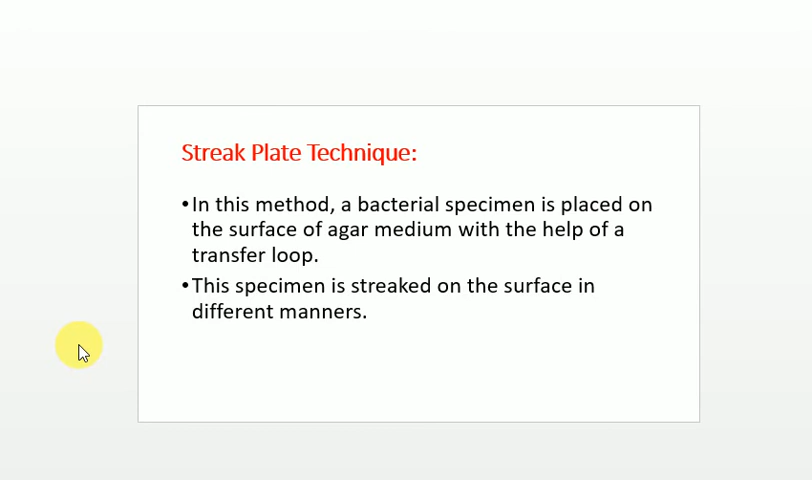 Streak Plate Technique:
•In this method, a bacterial specimen is placed on
the surface of agar medium with the help of a
transfer loop.
•This specimen is streaked on the surface in
different manners.